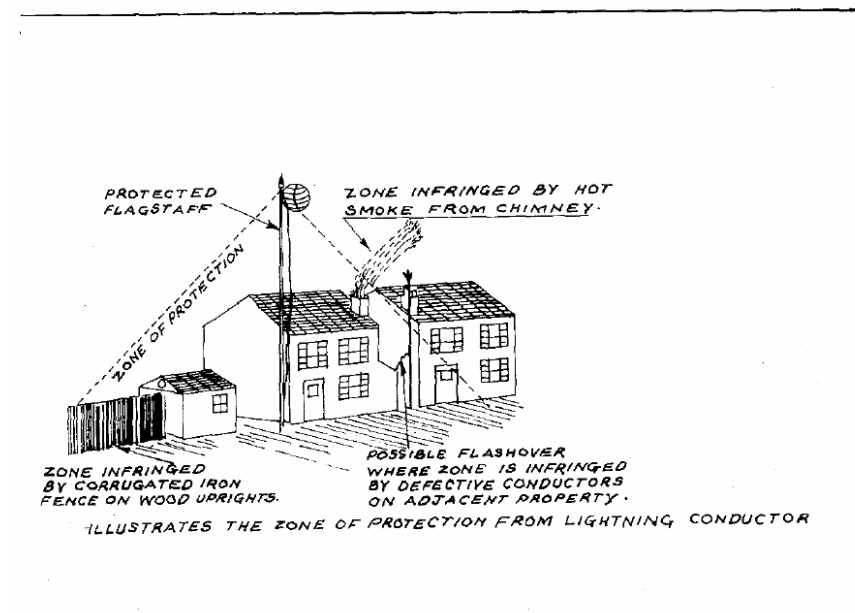 PROTECTED
FLAGSTAFF
ZONE INFRINGED BY HOT
SMOKE FROM CHIMNEY.
ZONE OF PROTECTION
ZONE INFRINGED
BY CORRUGATED IRON
FENCE ON WOOD UPRIGHTS.
POSSIBLE FLASHOVER
WHERE ZONE IS INFRINGED
BY DEFECTIVE CONDUCTORS
ON ADJACENT PROPERTY.
ILLUSTRATES THE ZONE OF PROTECTION FROM LIGHTNING CONDUCTOR